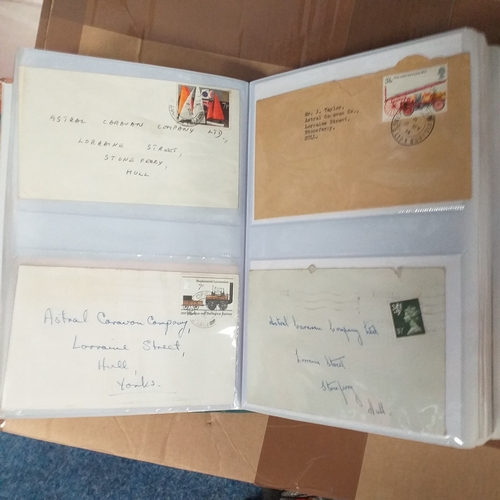 ASTRAL CARAVAN COMPANY LTD.,
LORRAINE STREET,
STONEFERRY,
HULL
Mr. J. Taylor,
Astral Caravan Co.,
Lorraine Street,
Stoneferry,
HULL.
Astral Caravan Company,
Lorraine Street,
Hull,
Yorks.
Astral Caravan Company Ltd
Lorraine Street
Stoneferry
Hull